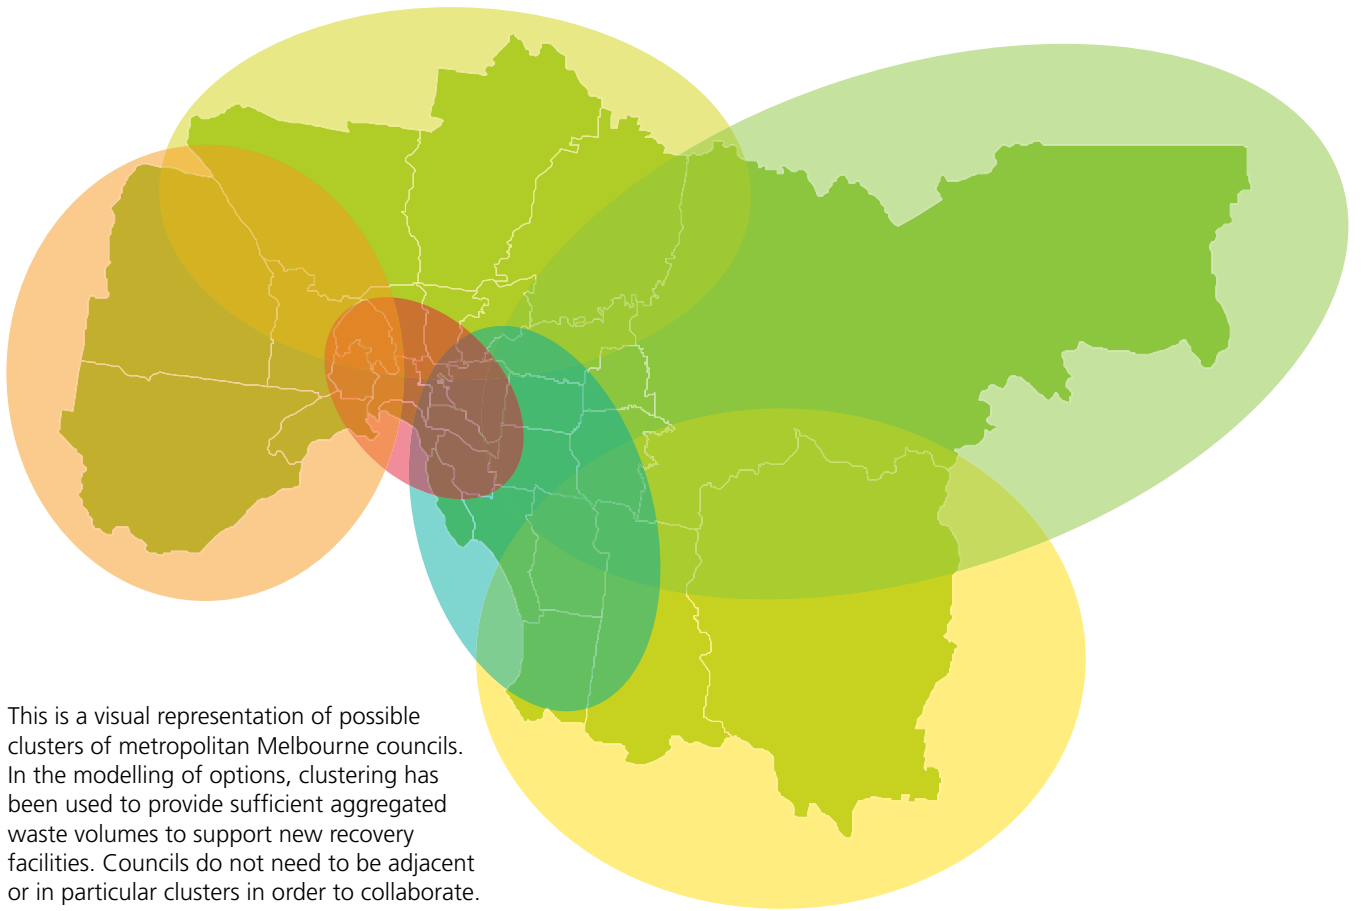 This is a visual representation of possible
clusters of metropolitan Melbourne councils.
In the modelling of options, clustering has
been used to provide sufficient aggregated
waste volumes to support new recovery
facilities. Councils do not need to be adjacent
or in particular clusters in order to collaborate.